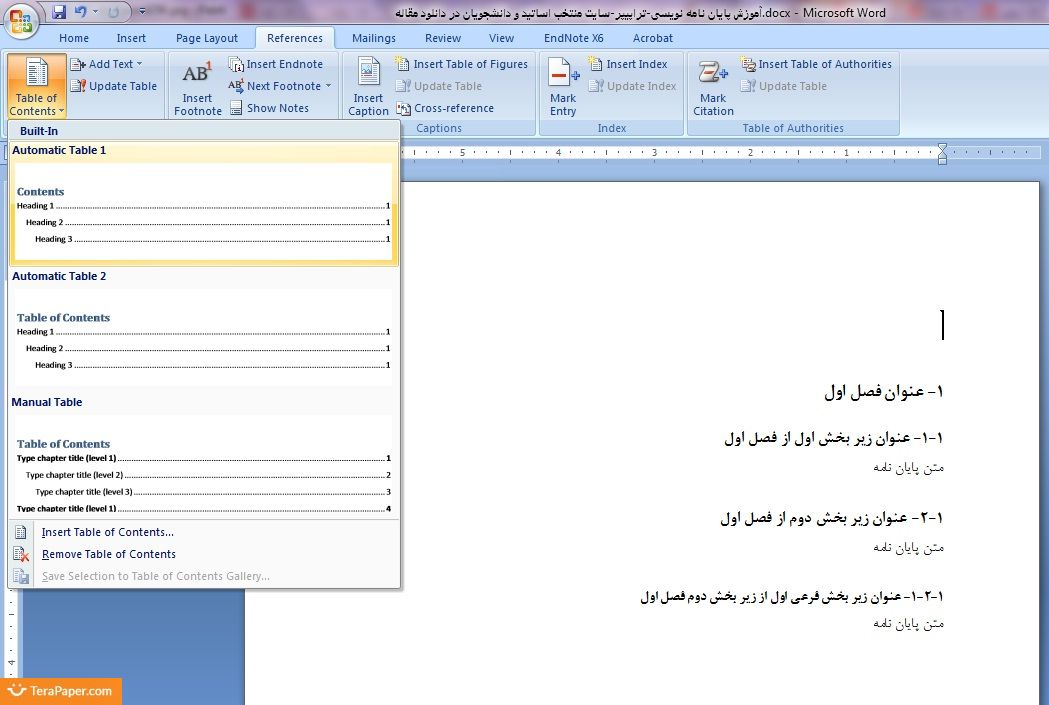 آموزش پایان نامه نویسی-تراپیپر-سایت منتخب اساتید و دانشجویان در دانلود مقاله.docx - Microsoft Word
Home Insert Page Layout References Mailings Review View EndNote X6 Acrobat
Table of Contents
Add Text
Update Table
Insert Footnote
AB1
Insert Endnote
Next Footnote
Show Notes
Insert Caption
Insert Table of Figures
Update Table
Cross-reference
Captions
Mark Entry
Insert Index
Update Index
Index
Mark Citation
Insert Table of Authorities
Update Table
Table of Authorities
Built-In
Automatic Table 1
Contents
Heading 1 1
Heading 2 1
Heading 3 1
Automatic Table 2
Table of Contents
Heading 1 1
Heading 2 1
Heading 3 1
Manual Table
Table of Contents
Type chapter title (level 1) 1
Type chapter title (level 2) 2
Type chapter title (level 3) 3
Type chapter title (level 1) 4
Insert Table of Contents...
Remove Table of Contents
Save Selection to Table of Contents Gallery...
5 4 3 2 1
۱- عنوان فصل اول
۱-۱- عنوان زیر بخش اول از فصل اول
متن پایان نامه
۱-۲- عنوان زیر بخش دوم از فصل اول
متن پایان نامه
۱-۲-۱- عنوان زیر بخش فرعی اول از زیر بخش دوم فصل اول
متن پایان نامه
4
TeraPaper.com